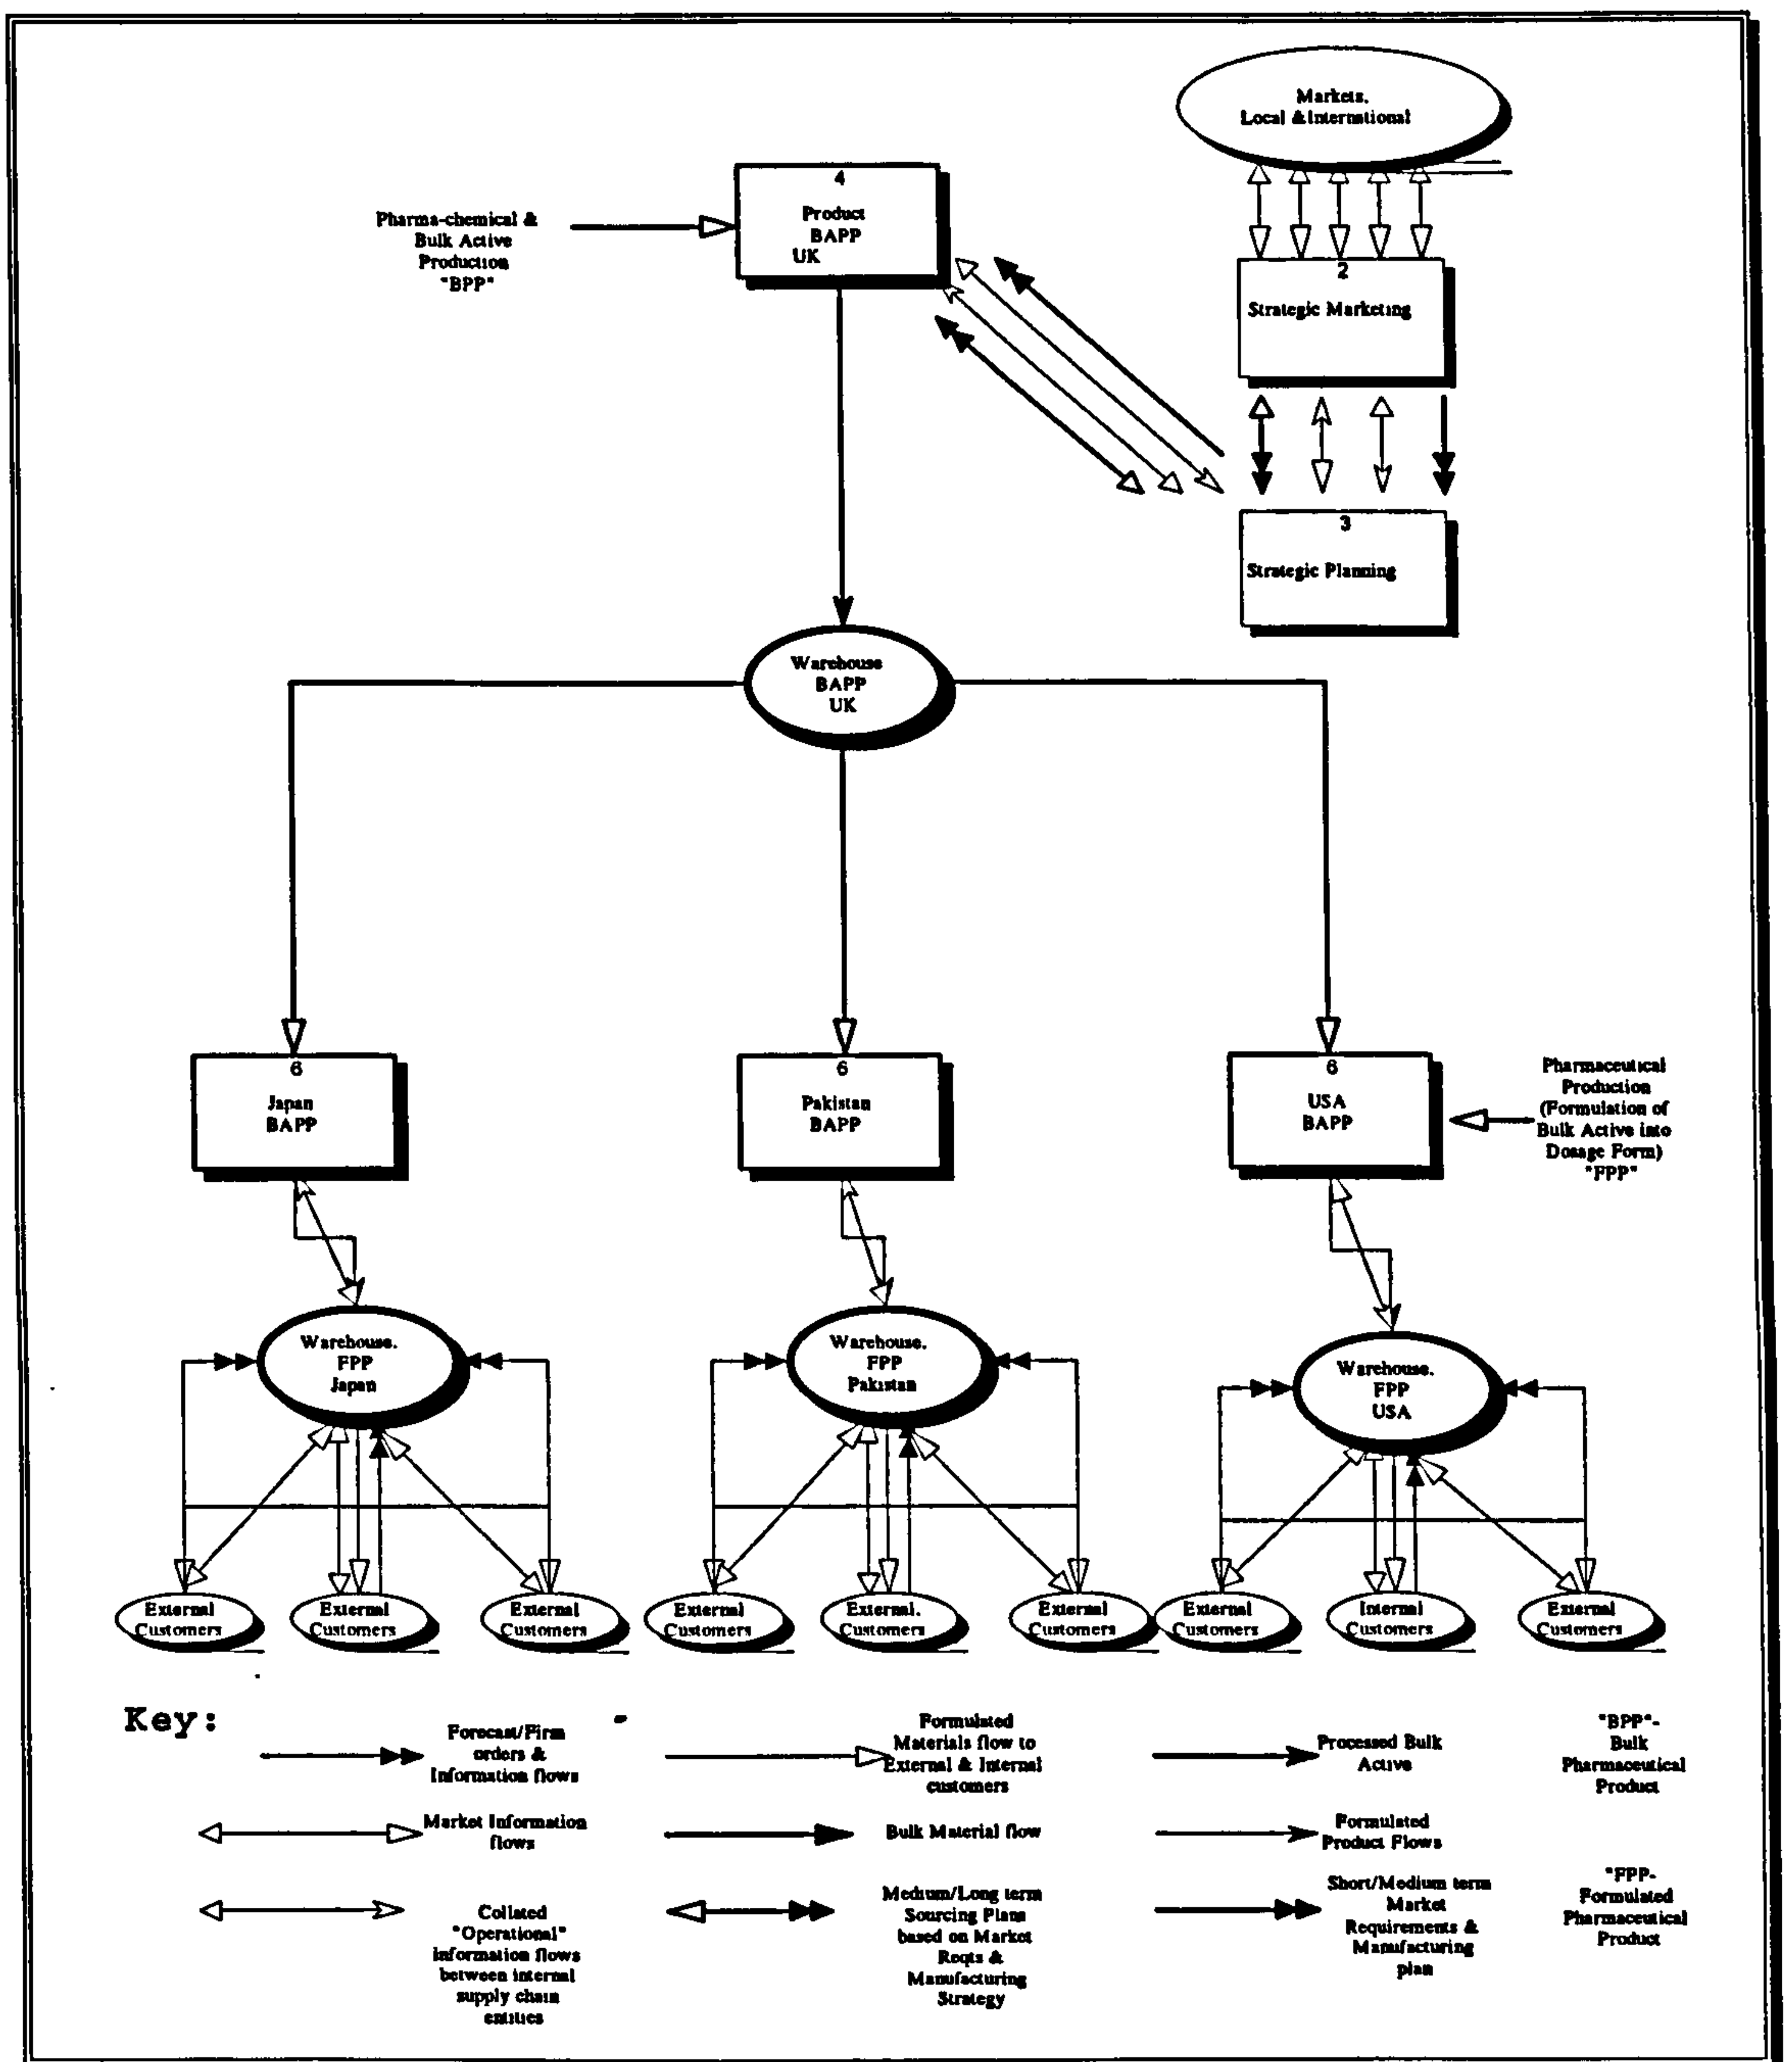 Markets.
Local &International
4
Product
BAPP
UK
Pharma-chemical &
Bulk Active
Production
"BPP"
2
Strategic Marketing
3
Strategic Planning
Warehouse
BAPP
UK
6
Japan
BAPP
6
Pakistan
BAPP
6
USA
BAPP
Pharmaceutical
Production
(Formulation of
Bulk Active into
Dosage Form)
"FPP"
Warehouse.
FPP
Japan
Warehouse.
FPP
Pakistan
Warehouse.
FPP
USA
External
Customers
External
Customers
External
Customers
External
Customers
External.
Customers
External
Customers
External
Customers
Internal
Customers
External
Customers
Key:
Forecast/Firm
orders &
Information flows
Formulated
Materials flow to
External & Internal
customers
Processed Bulk
Active
"BPP"-
Bulk
Pharmaceutical
Product
Market Information
flows
Bulk Material flow
Formulated
Product Flows
Collated
"Operational"
information flows
between internal
supply chain
entities
Medium/Long term
Sourcing Plans
based on Market
Reqts &
Manufacturing
Strategy
Short/Medium term
Market
Requirements &
Manufacturing
plan
"FPP-
Formulated
Pharmaceutical
Product